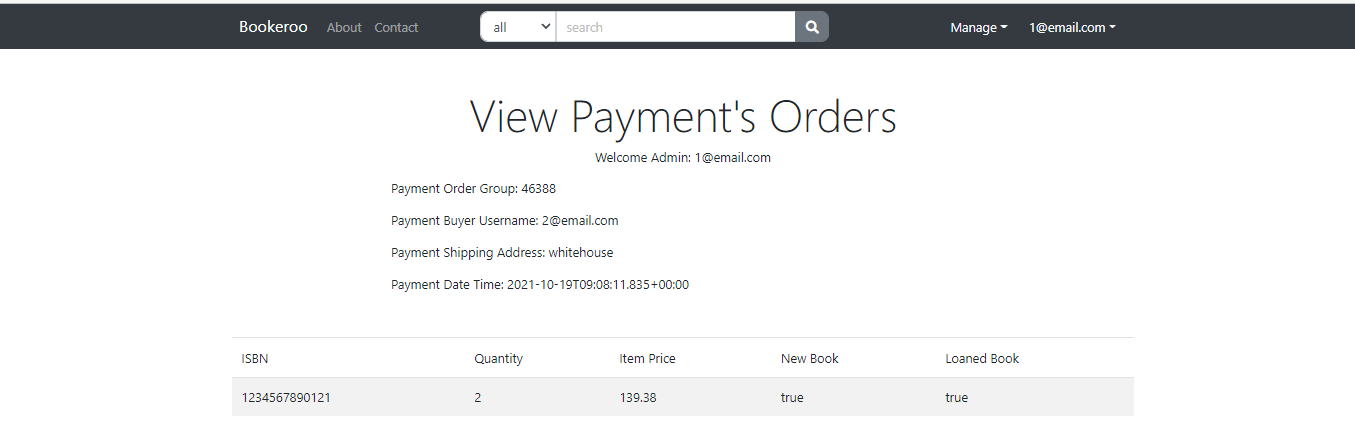 Bookeroo About Contact all search Manage 1@email.com
View Payment's Orders
Welcome Admin: 1@email.com
Payment Order Group: 46388
Payment Buyer Username: 2@email.com
Payment Shipping Address: whitehouse
Payment Date Time: 2021-10-19T09:08:11.835+00:00
ISBN Quantity Item Price New Book Loaned Book
1234567890121 2 139.38 true true